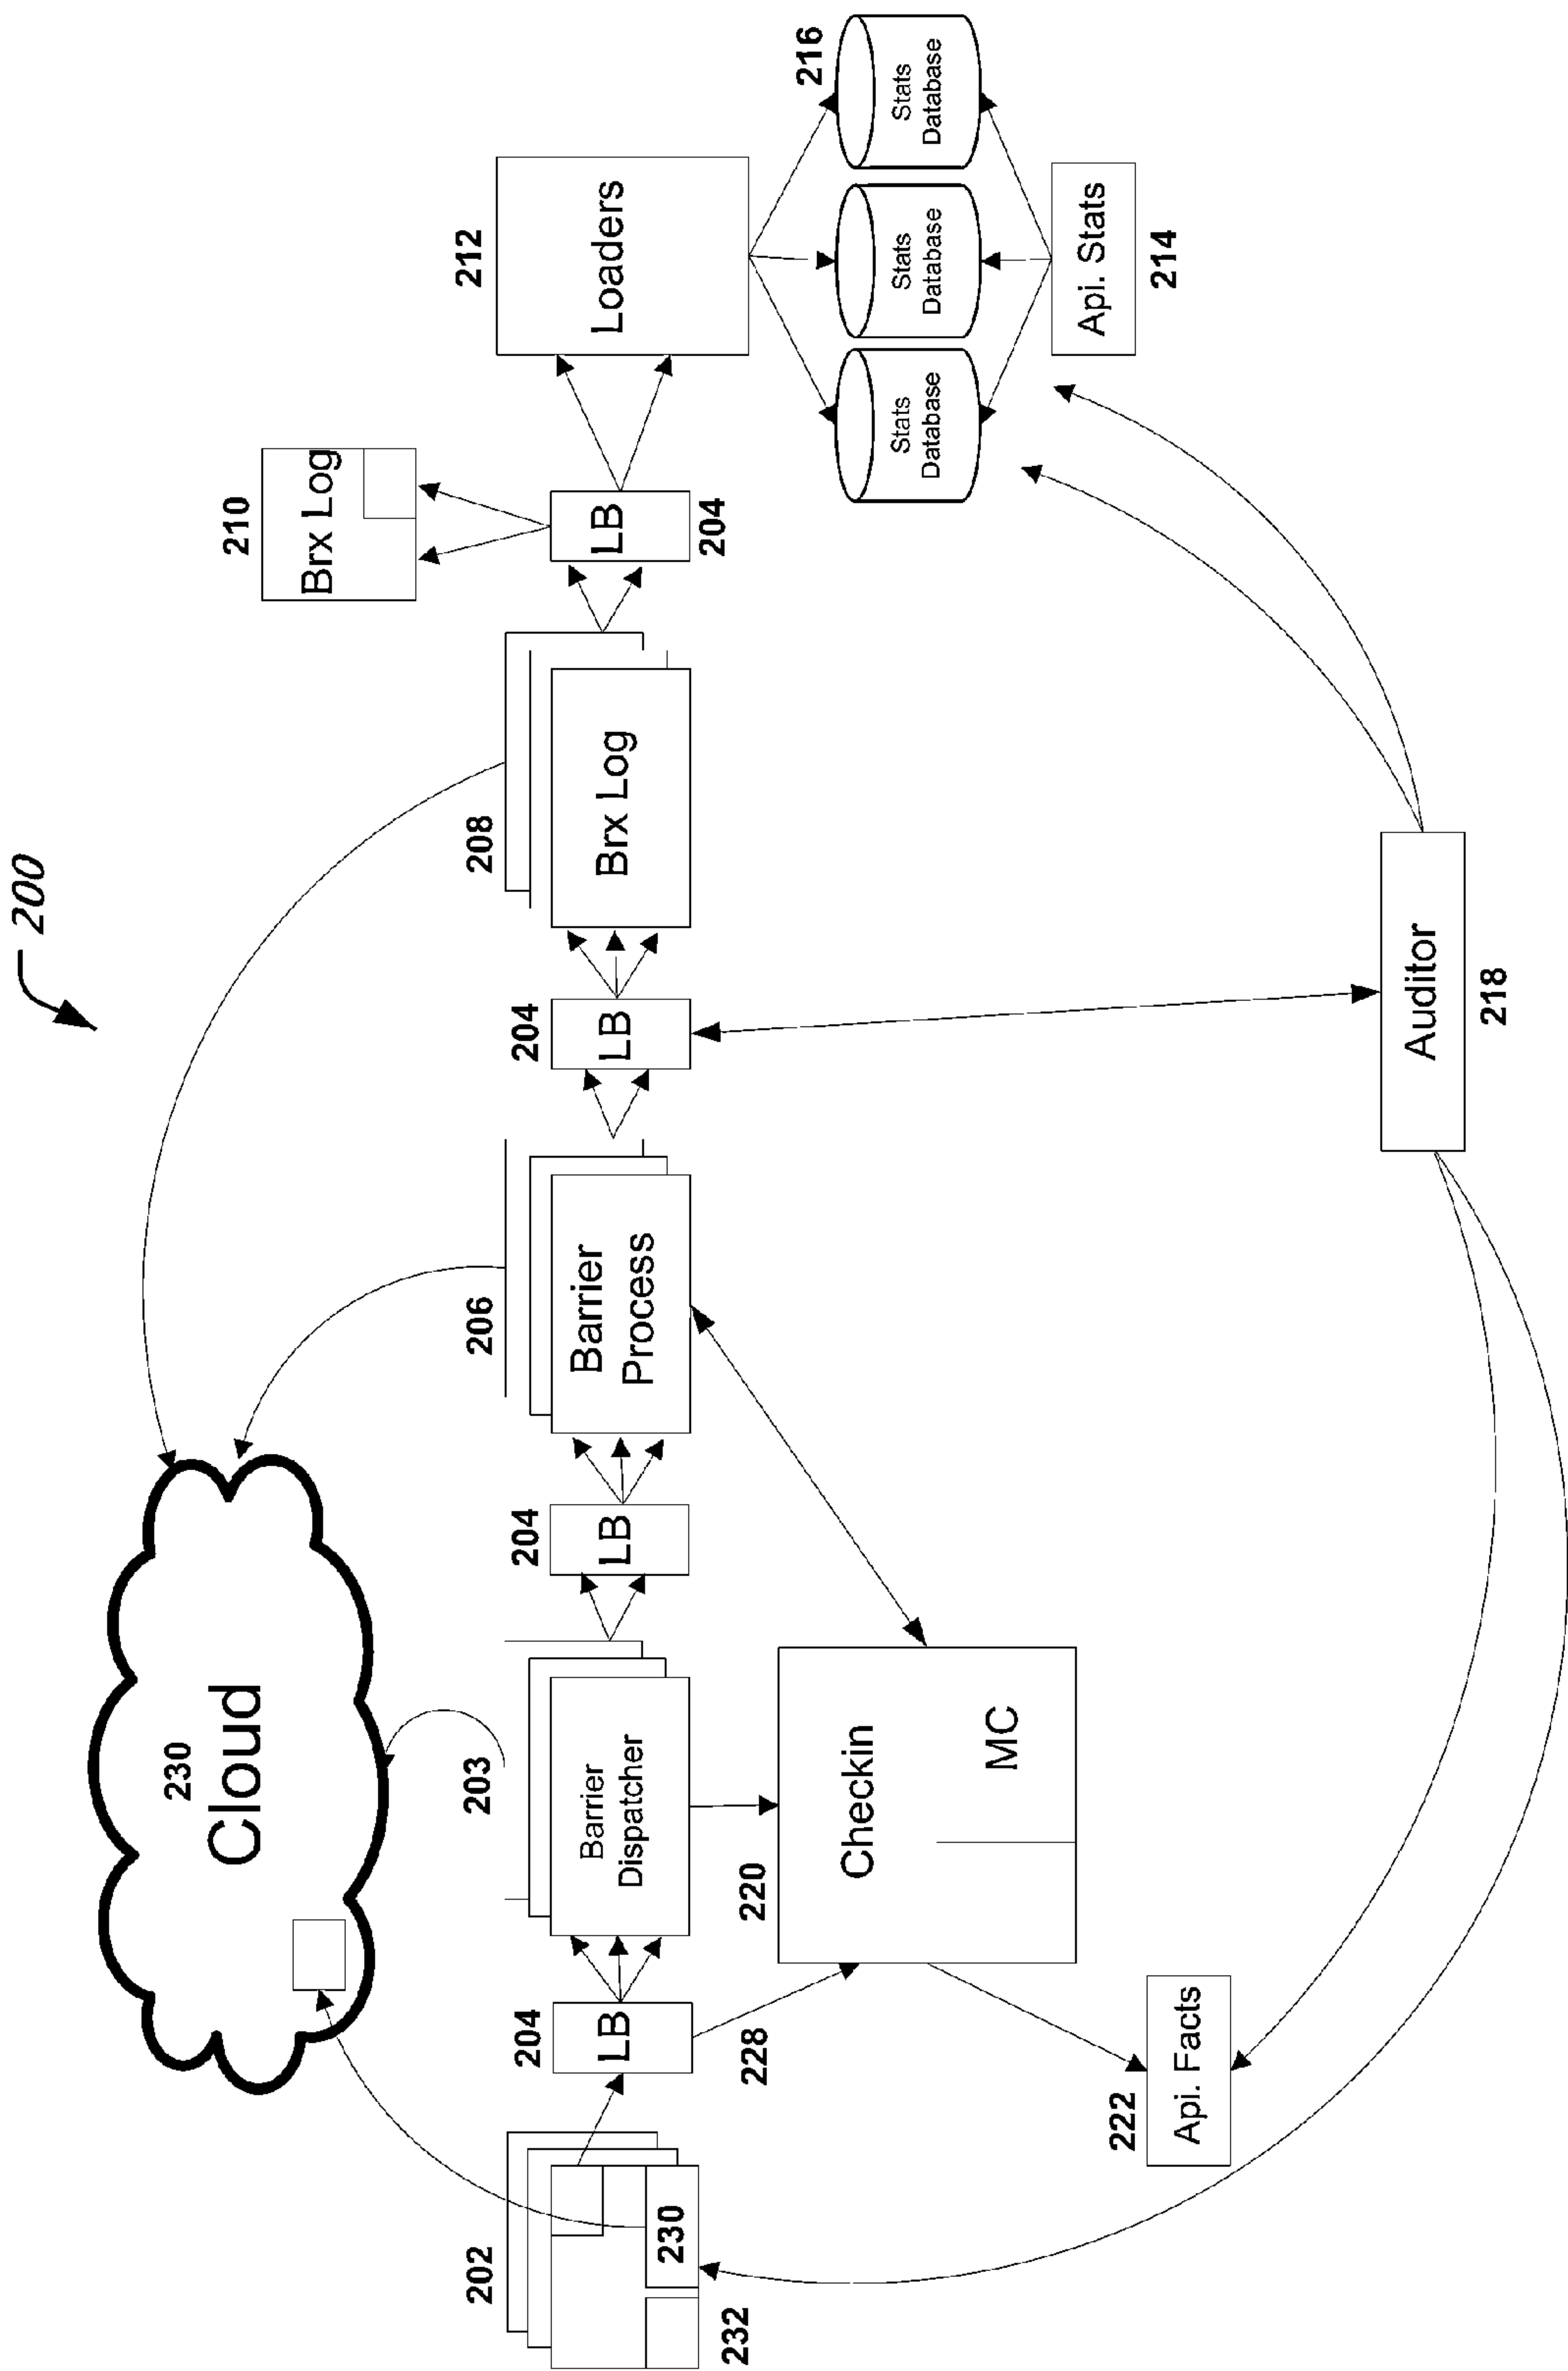 200
230
Cloud
210
Brx Log
202
230
232
204
LB
228
203
Barrier
Dispatcher
204
LB
206
Barrier
Process
204
LB
208
Brx Log
LB
204
212
Loaders
216
Stats
Database
Stats
Database
Stats
Database
Api. Stats
214
220
Checkin
MC
222
Api. Facts
Auditor
218